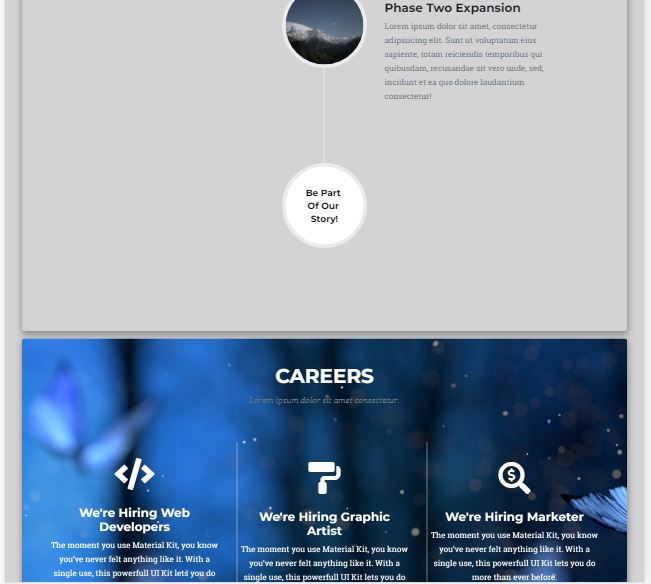 Phase Two Expansion
Lorem ipsum dolor sit amet, consectetur
adipisicing elit. Sunt ut voluptatum eius
sapiente, totam reiciendis temporibus qui
quibusdam, recusandae sit vero unde, sed,
incidunt et ea quo dolore laudantium
consectetur!
Be Part
Of Our
Story!
CAREERS
Lorem ipsum dolor sit amet consectetur.
We're Hiring Web
Developers
The moment you use Material Kit, you know
you've never felt anything like it. With a
single use, this powerfull UI Kit lets you do
We're Hiring Graphic
Artist
The moment you use Material Kit, you know
you've never felt anything like it. With a
single use, this powerfull UI Kit lets you do
We're Hiring Marketer
The moment you use Material Kit, you know
you've never felt anything like it. With a
single use, this powerfull UI Kit lets you do
more than ever before.